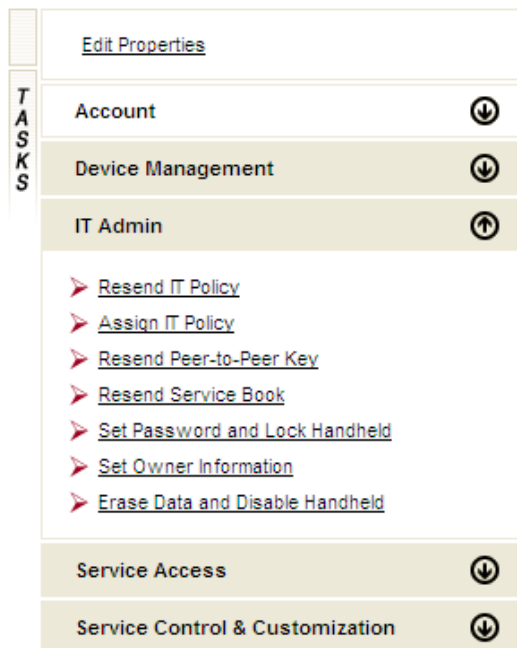 Edit Properties
TASKS
Account
Device Management
IT Admin
Resend IT Policy
Assign IT Policy
Resend Peer-to-Peer Key
Resend Service Book
Set Password and Lock Handheld
Set Owner Information
Erase Data and Disable Handheld
Service Access
Service Control & Customization